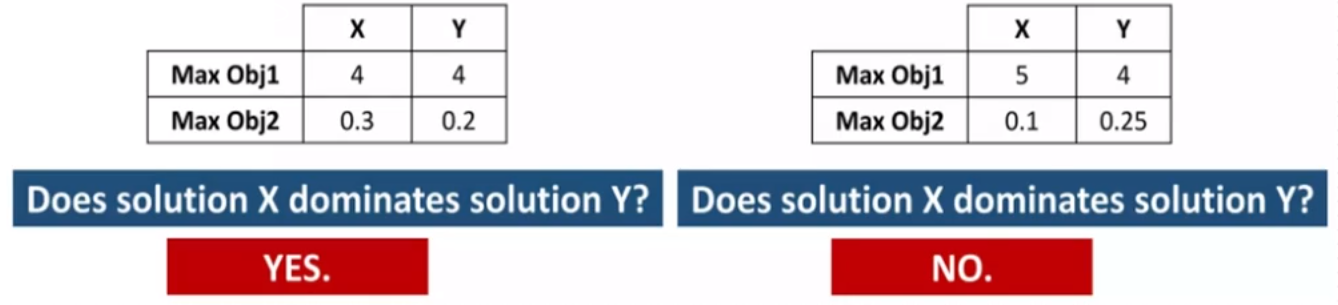 X Y
Max Obj1 4 4
Max Obj2 0.3 0.2
Does solution X dominates solution Y?
YES.
X Y
Max Obj1 5 4
Max Obj2 0.1 0.25
Does solution X dominates solution Y?
NO.